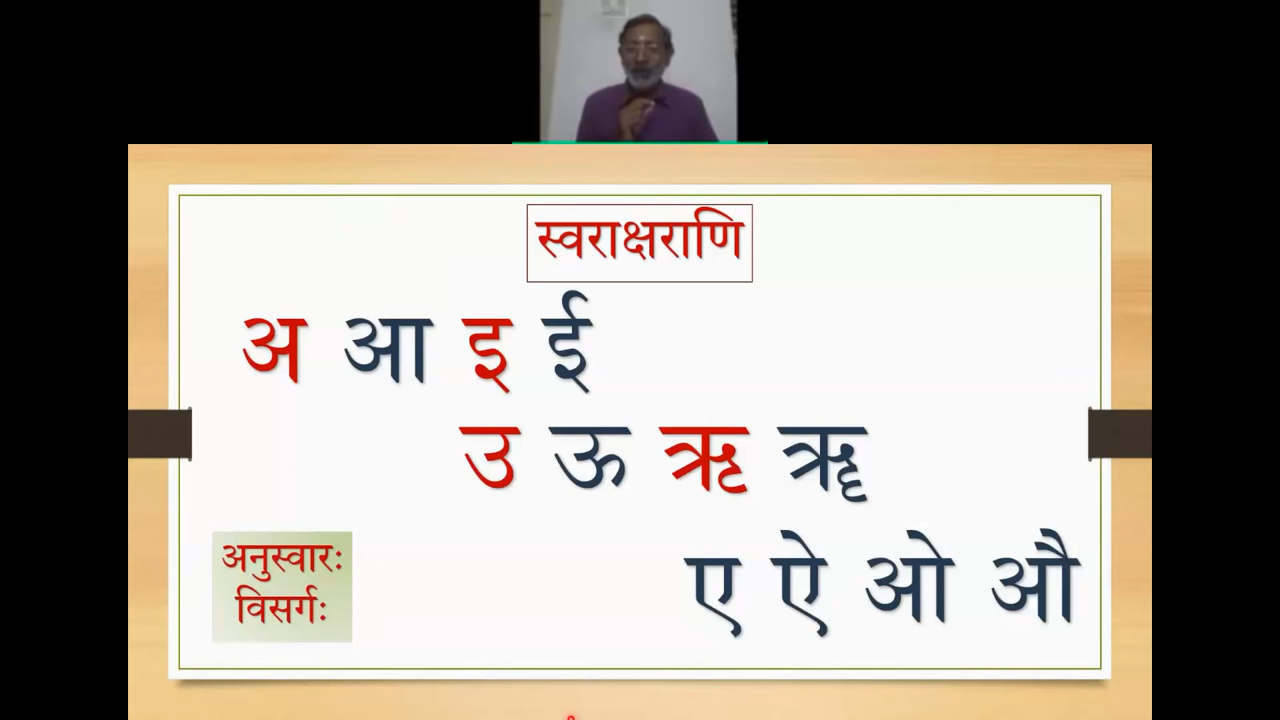 स्वराक्षराणि
अ आ इ ई
उ ऊ ऋ ॠ
ए ऐ ओ औ
अनुस्वारः
विसर्गः